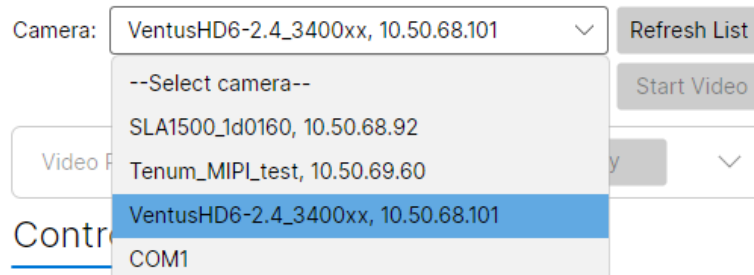 Camera: VentusHD6-2.4_3400xx, 10.50.68.101 Refresh List
--Select camera-- Start Video
SLA1500_1d0160, 10.50.68.92
Video
Tenum_MIPI_test, 10.50.69.60
VentusHD6-2.4_3400xx, 10.50.68.101
COM1